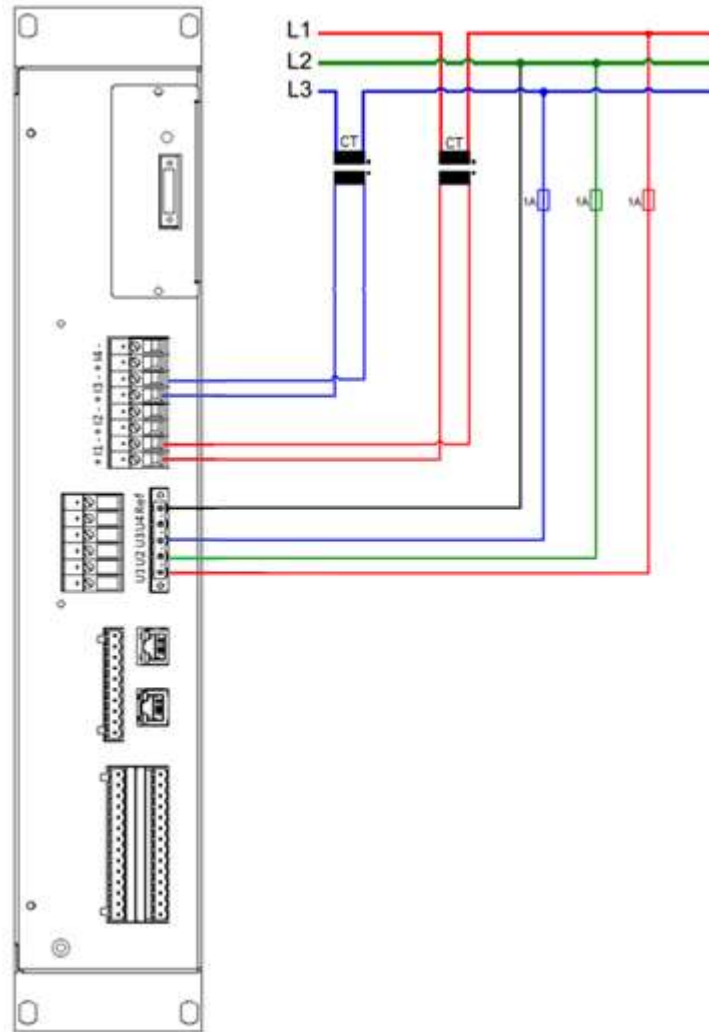 L1
L2
L3
CT
CT
1A
1A
1A
+ I1 - + I2 - + I3 - + I4 -
U1 U2 U3 U4 Ref